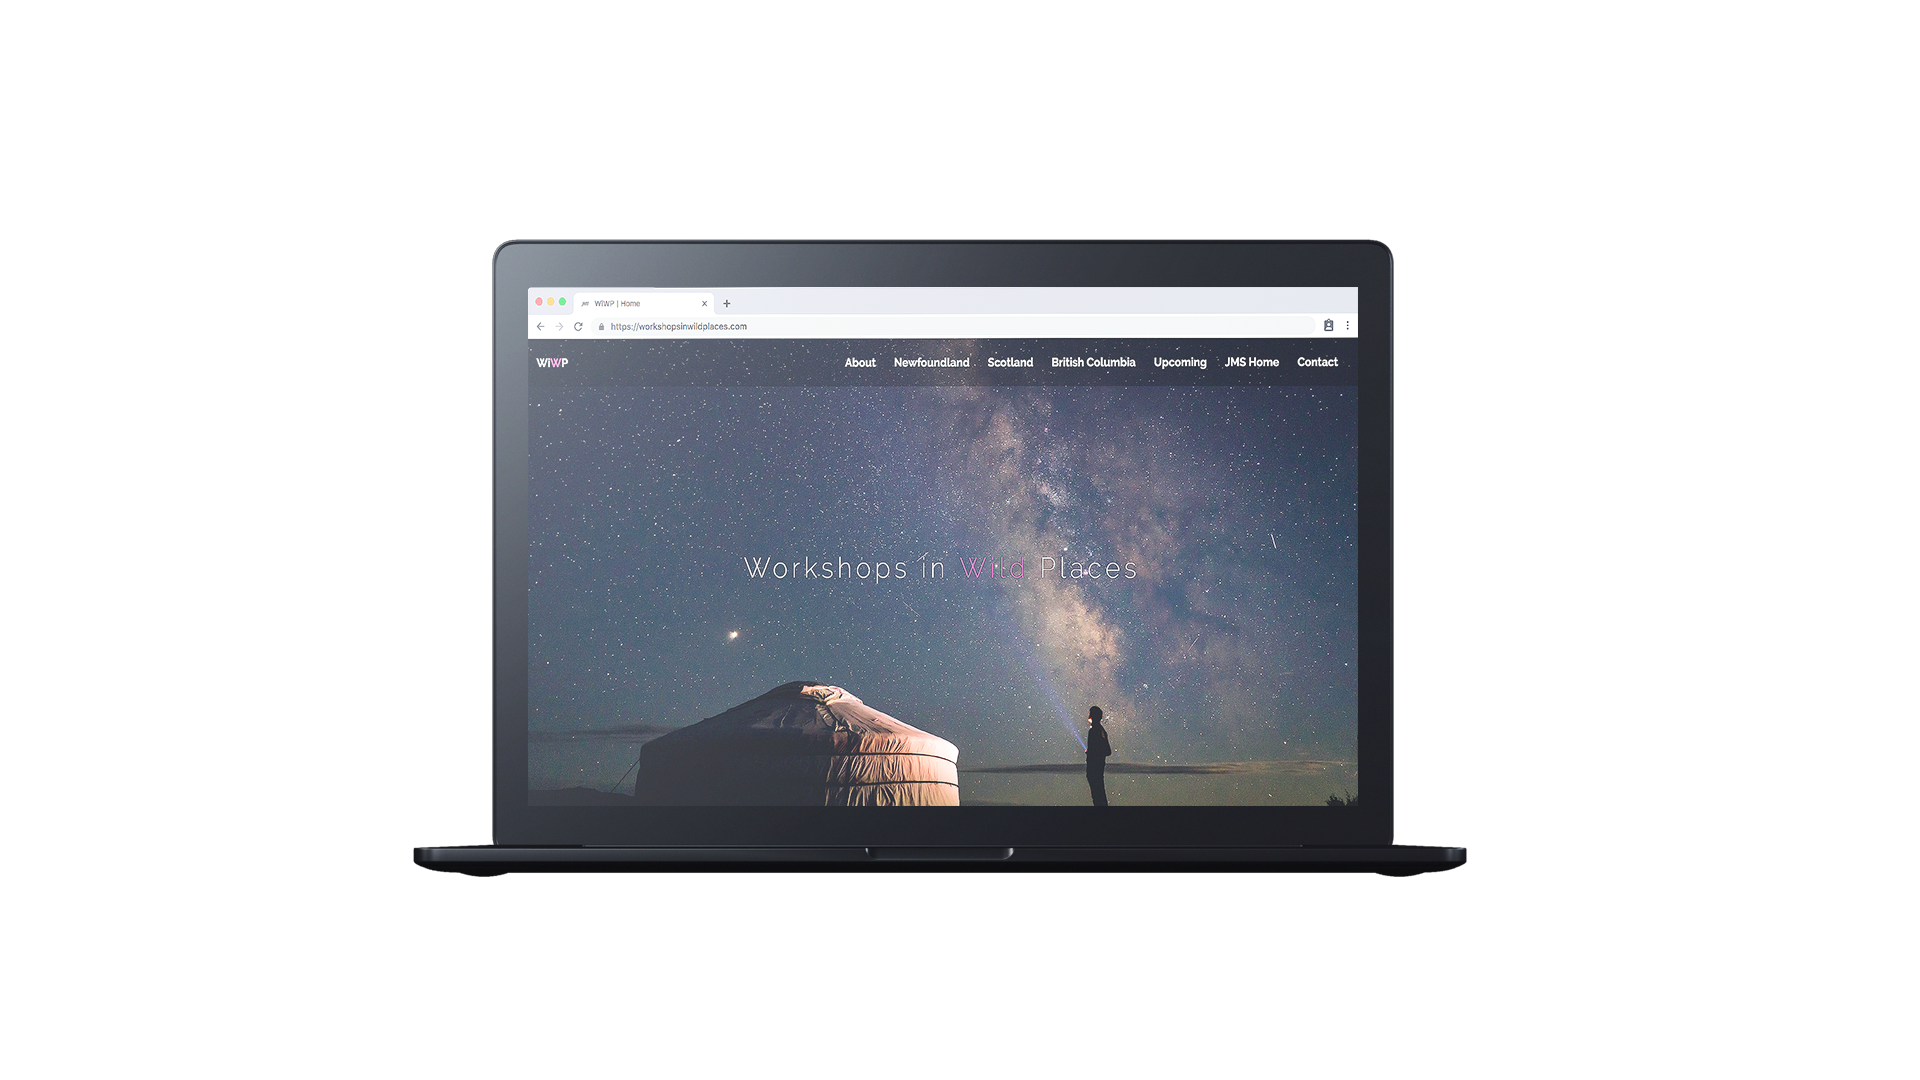 WiWP | Home
https://workshopsinwildplaces.com
WiWP About Newfoundland Scotland British Columbia Upcoming JMS Home Contact
Workshops in Wild Places